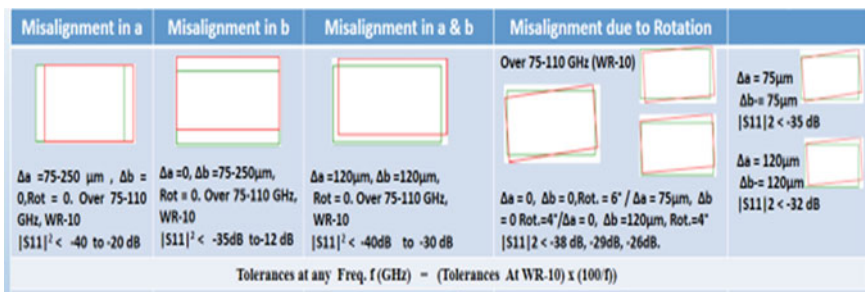 Misalignment in a
Misalignment in b
Misalignment in a & b
Misalignment due to Rotation
Δa =75-250 μm , Δb =
0,Rot = 0. Over 75-110
GHz, WR-10
|S11|² < -40 to -20 dB
Δa =0, Δb =75-250μm,
Rot = 0. Over 75-110 GHz,
WR-10
|S11|² < -35dB to-12 dB
Δa =120μm, Δb =120μm,
Rot = 0. Over 75-110 GHz,
WR-10
|S11|² < -40dB to -30 dB
Over 75-110 GHz (WR-10)
Δa = 0, Δb = 0,Rot. = 6° / Δa = 75μm, Δb
= 0 Rot.=4°/Δa = 0, Δb =120μm, Rot.=4°
|S11|2 < -38 dB, -29dB, -26dB.
Δa = 75μm
Δb-= 75μm
|S11|2 < -35 dB
Δa = 120μm
Δb-= 120μm
|S11|2 < -32 dB
Tolerances at any Freq. f (GHz) = (Tolerances At WR-10) x (100/f))